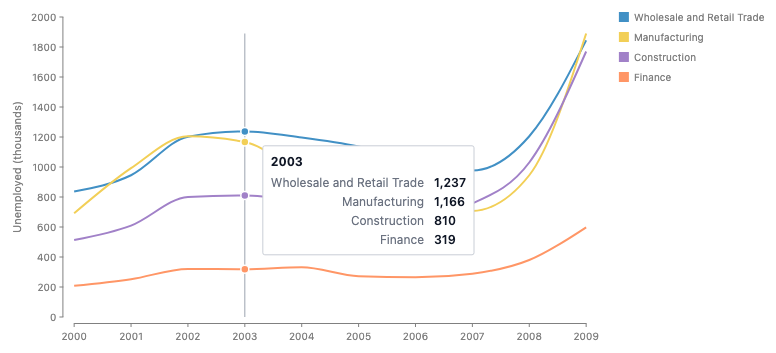 2000
1800
1600
1400
1200
1000
800
600
400
200
0
Unemployed (thousands)
2000 2001 2002 2003 2004 2005 2006 2007 2008 2009
2003
Wholesale and Retail Trade 1,237
Manufacturing 1,166
Construction 810
Finance 319
Wholesale and Retail Trade
Manufacturing
Construction
Finance